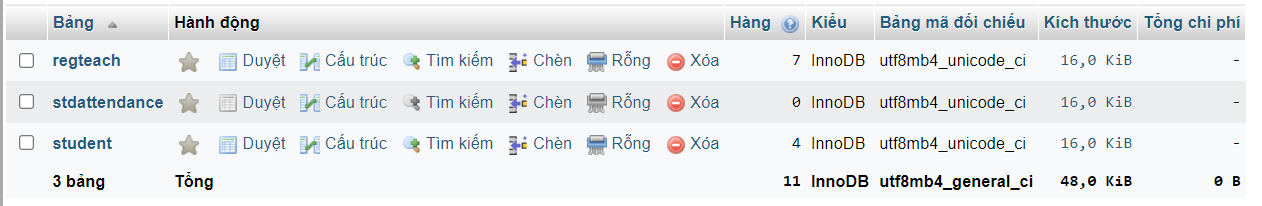 Bảng Hành động Hàng Kiểu Bảng mã đối chiếu Kích thước Tổng chi phí
regteach Duyệt Cấu trúc Tìm kiếm Chèn Rỗng Xóa 7 InnoDB utf8mb4_unicode_ci 16,0 KiB -
stdattendance Duyệt Cấu trúc Tìm kiếm Chèn Rỗng Xóa 0 InnoDB utf8mb4_unicode_ci 16,0 KiB -
student Duyệt Cấu trúc Tìm kiếm Chèn Rỗng Xóa 4 InnoDB utf8mb4_unicode_ci 16,0 KiB -
3 bảng Tổng 11 InnoDB utf8mb4_general_ci 48,0 KiB 0 B